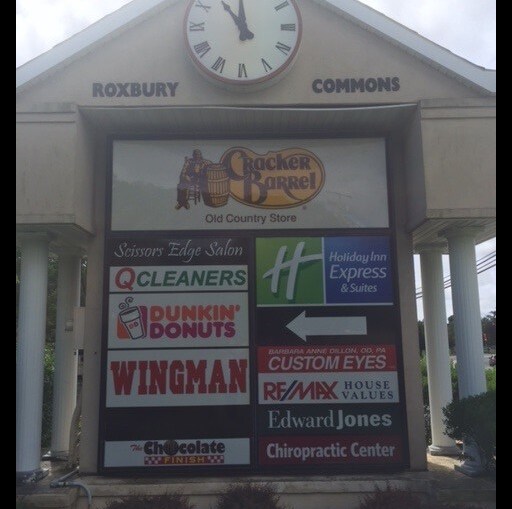 ROXBURY COMMONS
Cracker
Barrel
Old Country Store
Scissors Edge Salon
Q CLEANERS
DUNKIN'
DONUTS
WINGMAN
The Chocolate
FINISH
H
Holiday Inn
Express
& Suites
BARBARA ANNE DILLON, OD, PA
CUSTOM EYES
RE/MAX HOUSE
VALUES
Edward Jones
Chiropractic Center